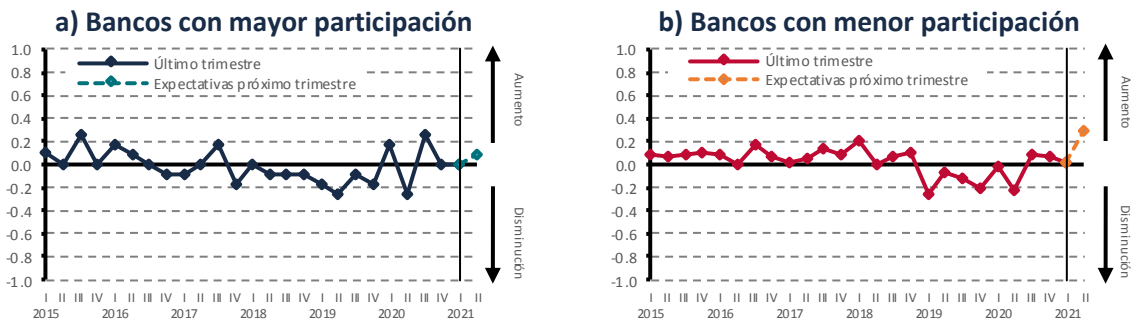 a) Bancos con mayor participación
1.0
0.8
0.6
0.4
0.2
0.0
-0.2
-0.4
-0.6
-0.8
-1.0
Último trimestre
Expectativas próximo trimestre
Aumento
Disminución
I II III IV I II III IV I II III IV I II III IV I II III IV I II III IV I II
2015 2016 2017 2018 2019 2020 2021
b) Bancos con menor participación
1.0
0.8
0.6
0.4
0.2
0.0
-0.2
-0.4
-0.6
-0.8
-1.0
Último trimestre
Expectativas próximo trimestre
Aumento
Disminución
I II III IV I II III IV I II III IV I II III IV I II III IV I II III IV I II
2015 2016 2017 2018 2019 2020 2021